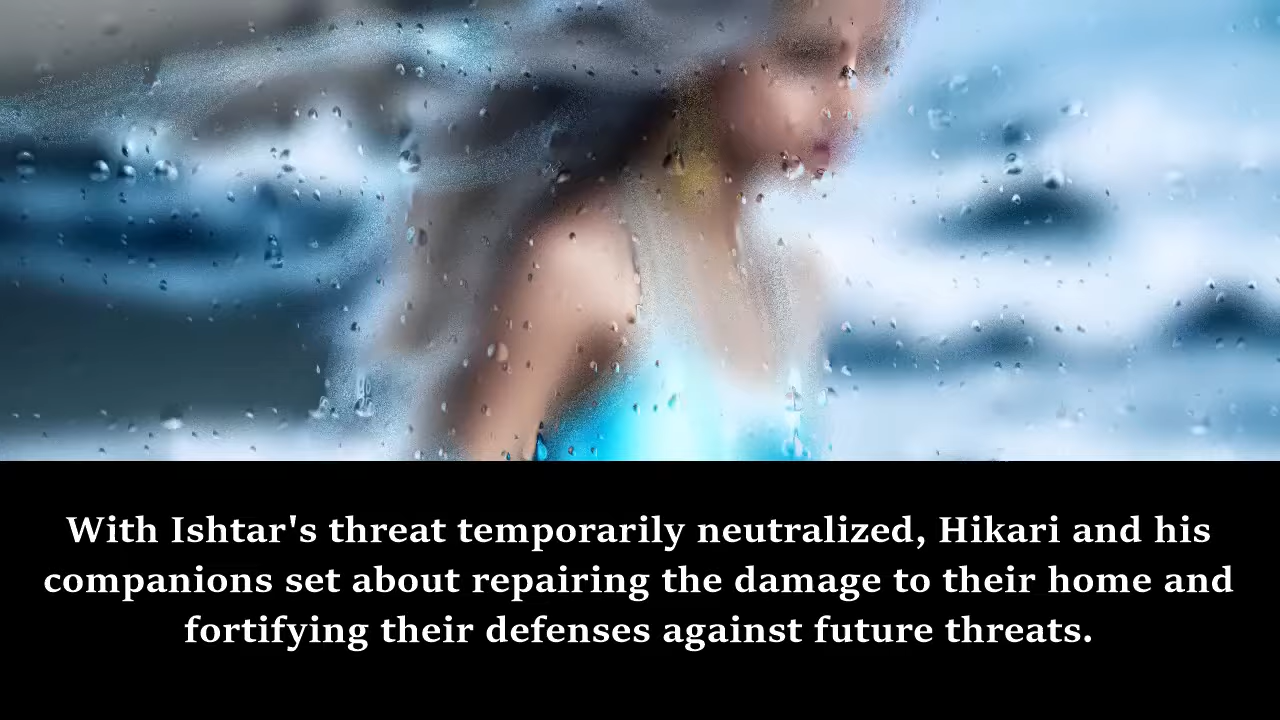 With Ishtar's threat temporarily neutralized, Hikari and his
companions set about repairing the damage to their home and
fortifying their defenses against future threats.